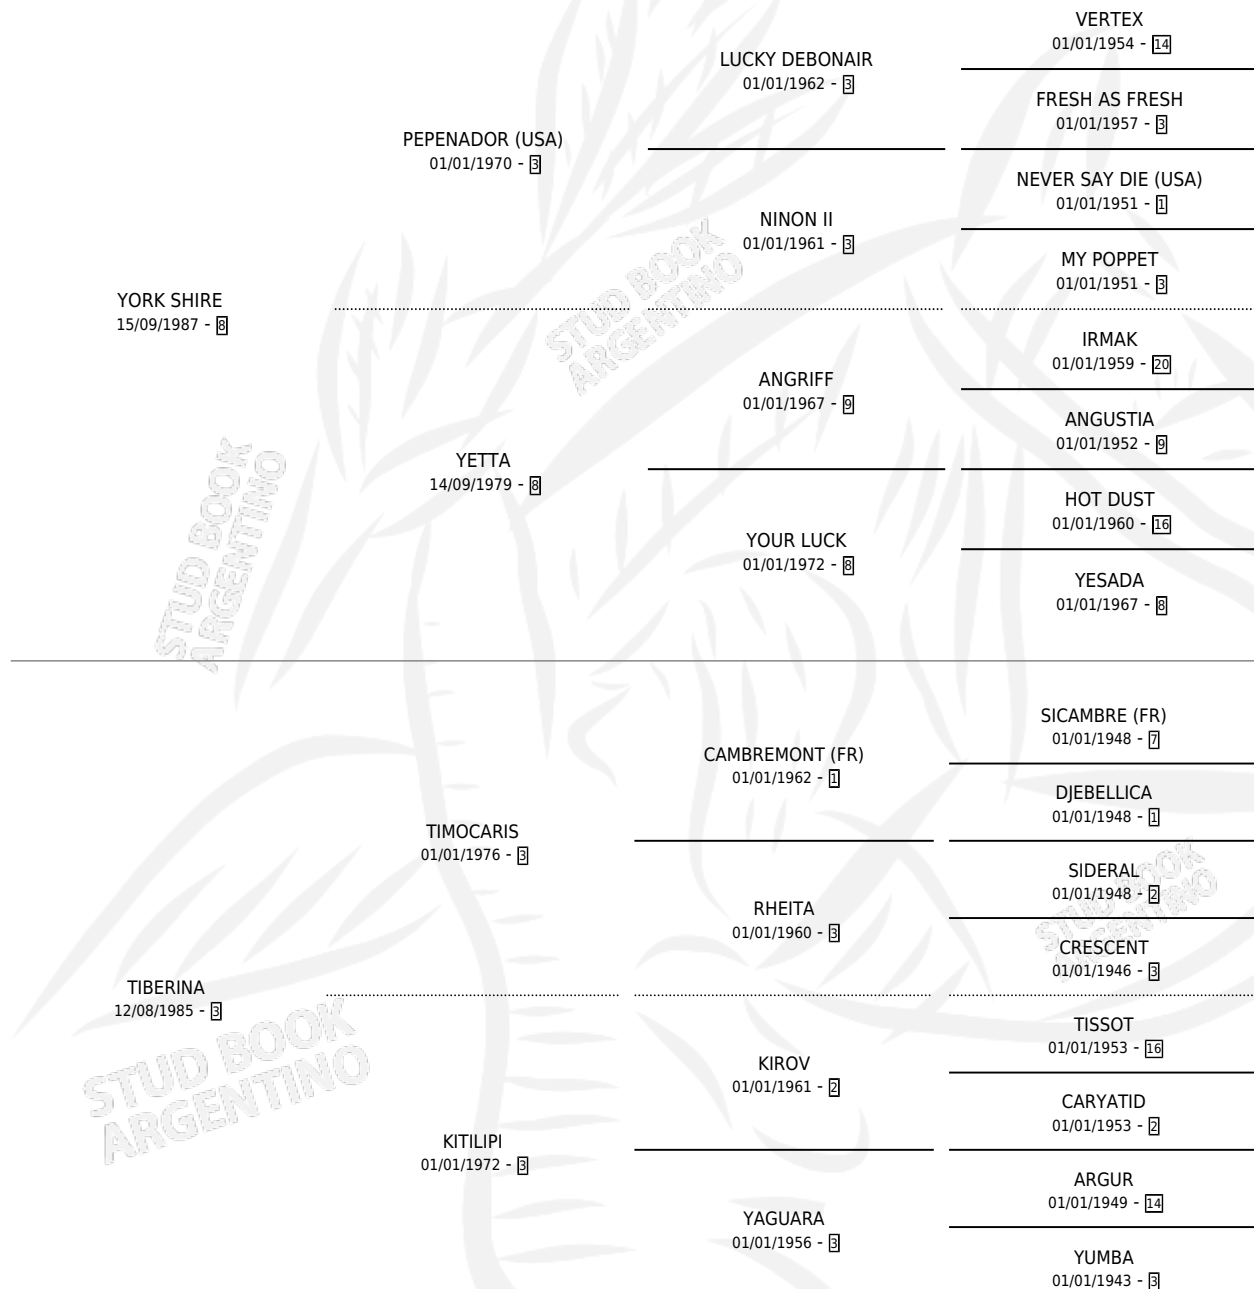 VERTEX
01/01/1954 - 14
LUCKY DEBONAIR
01/01/1962 - 3
FRESH AS FRESH
01/01/1957 - 3
PEPENADOR (USA)
01/01/1970 - 3
NEVER SAY DIE (USA)
01/01/1951 - 1
NINON II
01/01/1961 - 3
MY POPPET
01/01/1951 - 3
YORK SHIRE
15/09/1987 - 8
IRMAK
01/01/1959 - 20
ANGRIFF
01/01/1967 - 9
ANGUSTIA
01/01/1952 - 9
YETTA
14/09/1979 - 8
HOT DUST
01/01/1960 - 16
YOUR LUCK
01/01/1972 - 8
YESADA
01/01/1967 - 8
STUD BOOK
ARGENTINO
STUD BOOK
ARGENTINO
SICAMBRE (FR)
01/01/1948 - 7
CAMBREMONT (FR)
01/01/1962 - 1
DJEBELLICA
01/01/1948 - 1
TIMOCARIS
01/01/1976 - 3
SIDERAL
01/01/1948 - 2
RHEITA
01/01/1960 - 3
CRESCENT
01/01/1946 - 3
TIBERINA
12/08/1985 - 3
TISSOT
01/01/1953 - 16
KIROV
01/01/1961 - 2
CARYATID
01/01/1953 - 2
KITILIPI
01/01/1972 - 3
ARGUR
01/01/1949 - 14
YAGUARA
01/01/1956 - 3
YUMBA
01/01/1943 - 3
STUD BOOK
ARGENTINO
STUD BOOK
ARGENTINO